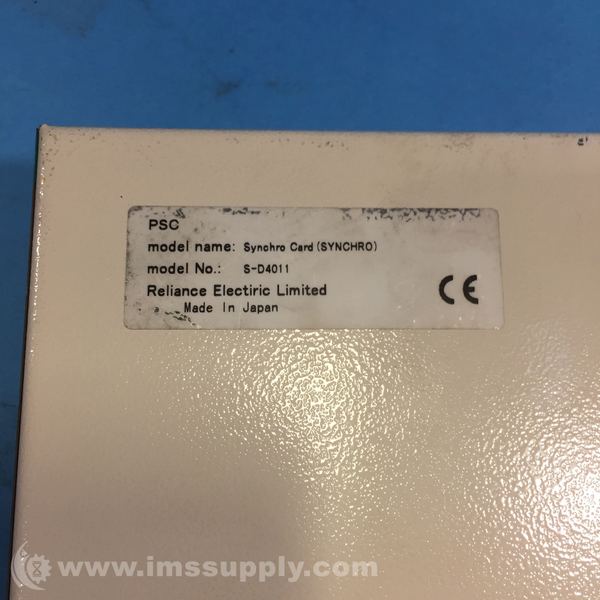 PSC
model name: Synchro Card (SYNCHRO)
model No.: S-D4011
Reliance Electiric Limited
Made In Japan
CE
www.imssupply.com